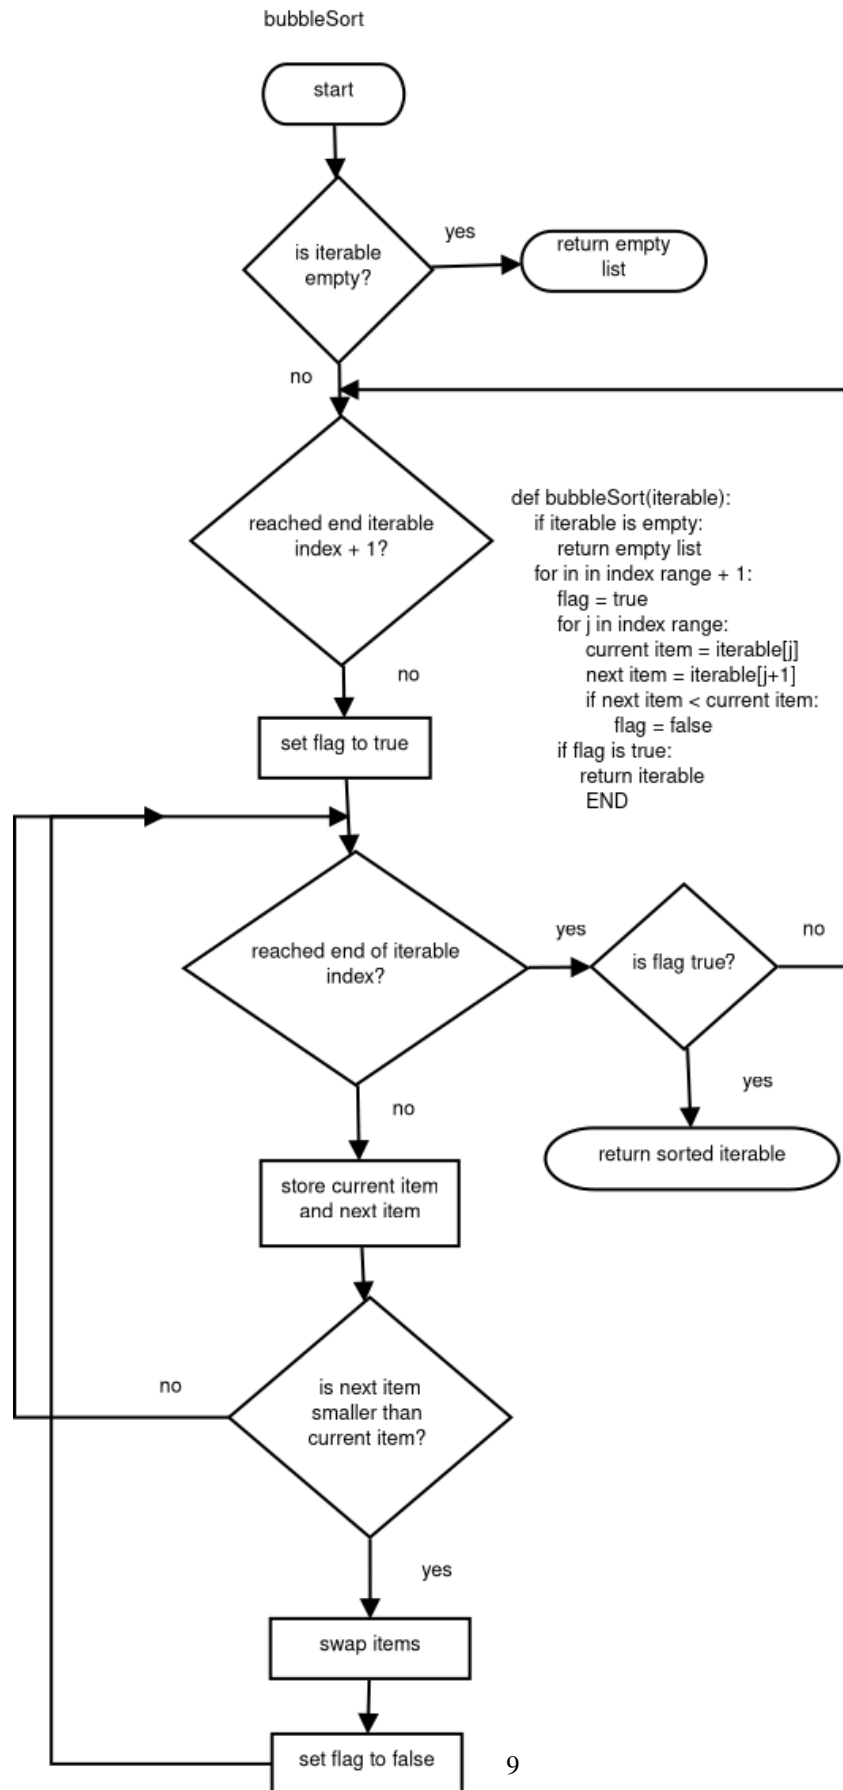 bubbleSort
start
is iterable
empty?
yes
return empty
list
no
reached end iterable
index + 1?
no
def bubbleSort(iterable):
if iterable is empty:
return empty list
for in in index range + 1:
flag = true
for j in index range:
current item = iterable[j]
next item = iterable[j+1]
if next item < current item:
flag = false
if flag is true:
return iterable
END
set flag to true
reached end of iterable
index?
yes
is flag true?
no
yes
return sorted iterable
no
store current item
and next item
is next item
smaller than
current item?
no
yes
swap items
set flag to false
9